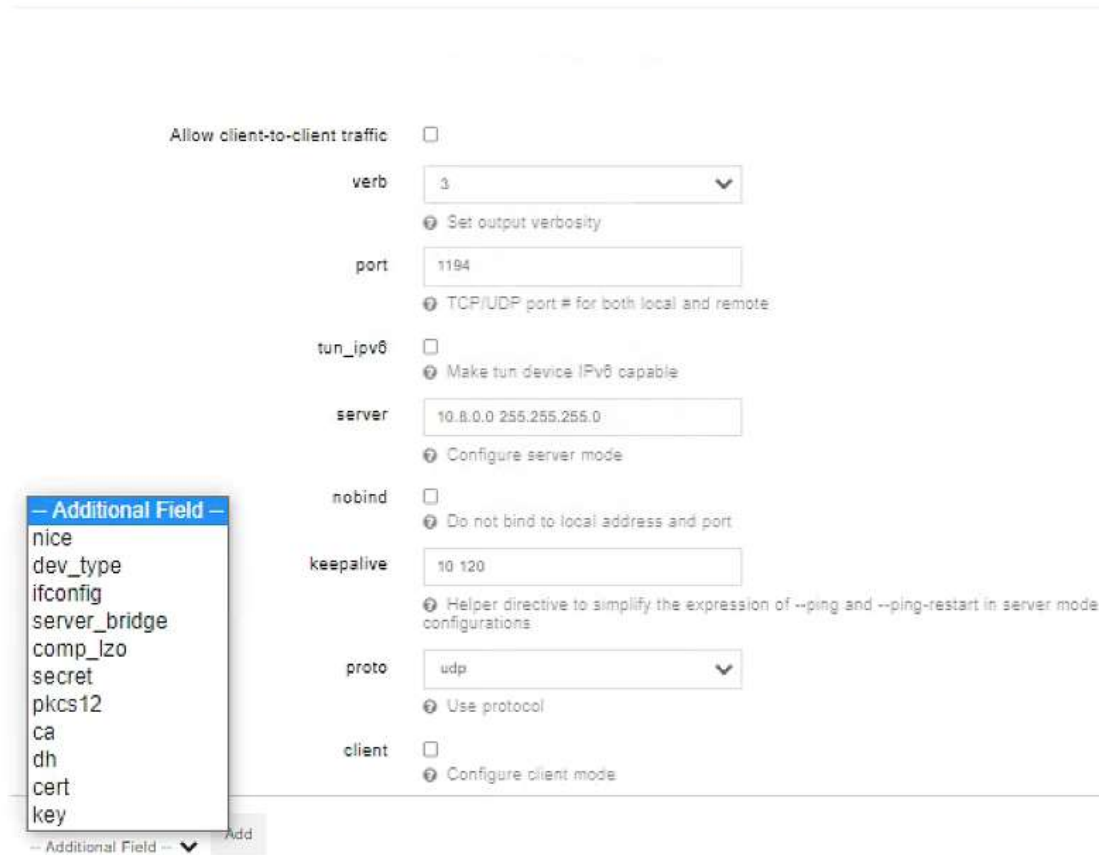 Allow client-to-client traffic
verb
3
Set output verbosity
port
1194
TCP/UDP port # for both local and remote
tun_ipv6
Make tun device IPv6 capable
server
10.8.0.0 255.255.255.0
Configure server mode
nobind
Do not bind to local address and port
keepalive
10 120
Helper directive to simplify the expression of --ping and --ping-restart in server mode
configurations
proto
udp
Use protocol
client
Configure client mode
-- Additional Field --
nice
dev_type
ifconfig
server_bridge
comp_lzo
secret
pkcs12
ca
dh
cert
key
-- Additional Field --
Add